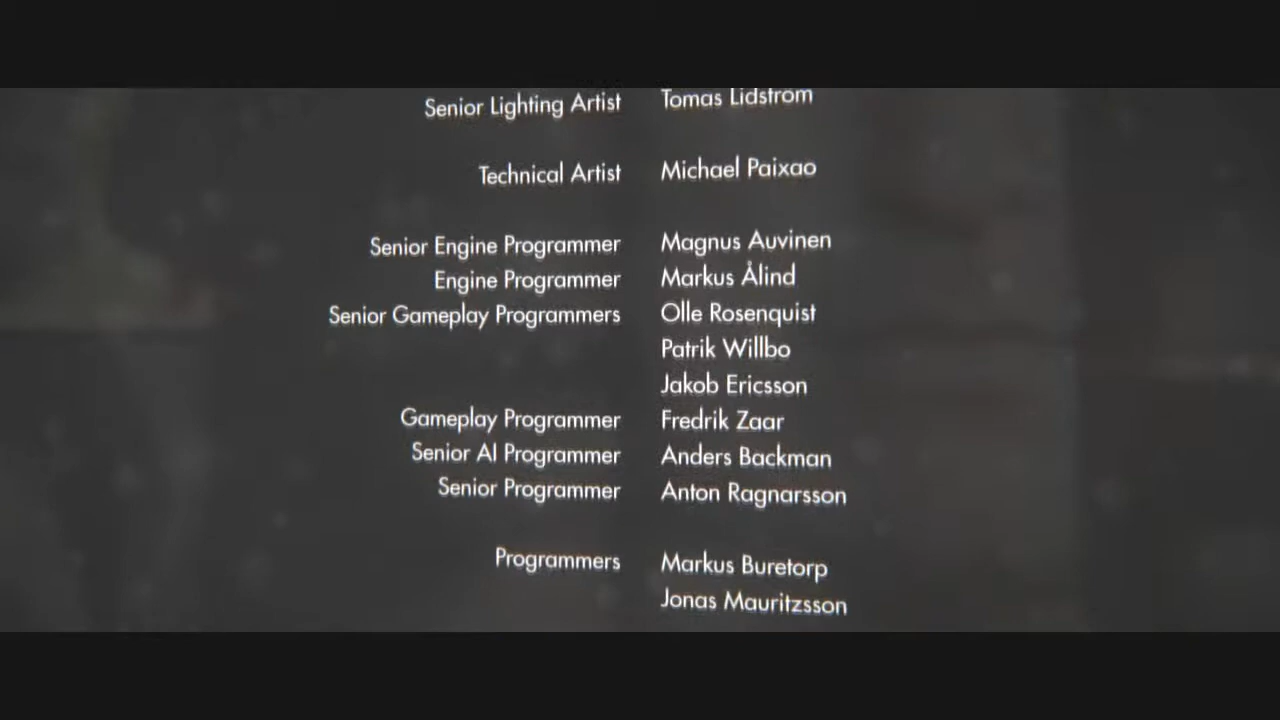 Senior Lighting Artist Tomas Lidstrom
Technical Artist Michael Paixao
Senior Engine Programmer Magnus Auvinen
Engine Programmer Markus Ålind
Senior Gameplay Programmers Olle Rosenquist
Patrik Willbo
Jakob Ericsson
Gameplay Programmer Fredrik Zaar
Senior AI Programmer Anders Backman
Senior Programmer Anton Ragnarsson
Programmers Markus Buretorp
Jonas Mauritzsson